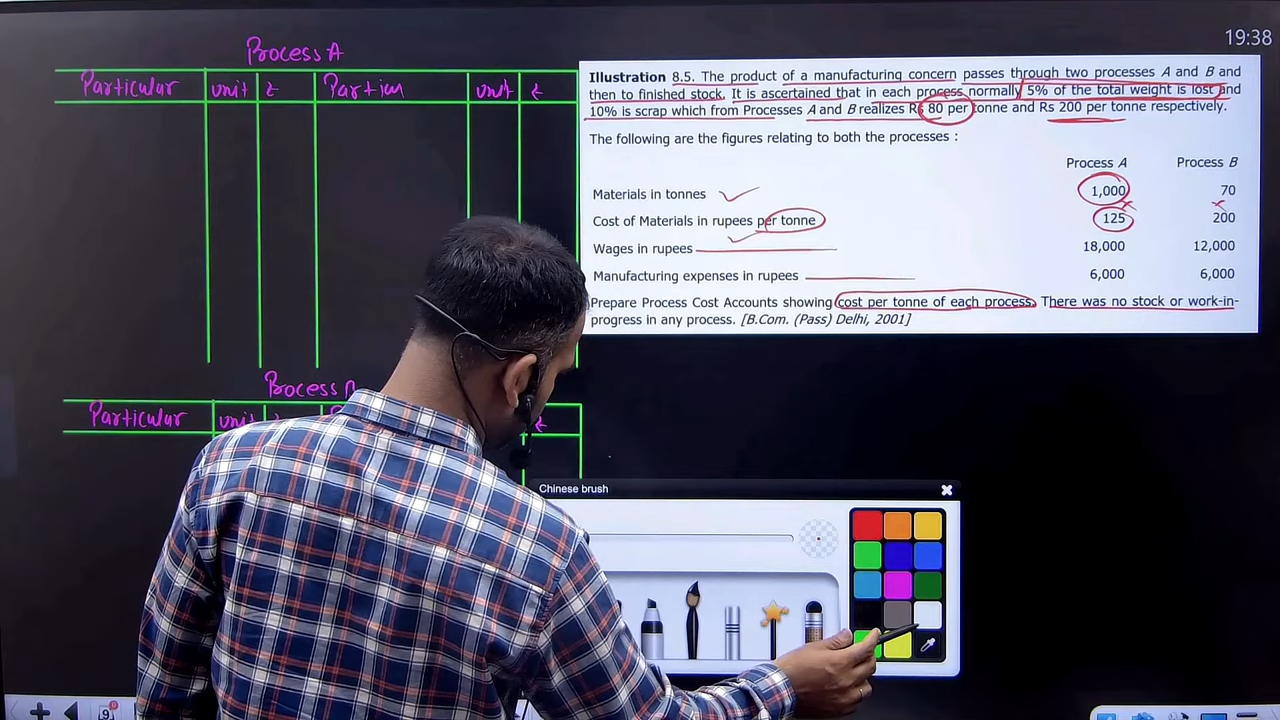 19:38
Process A
Particular unit ₹ Particu unit ₹
Illustration 8.5. The product of a manufacturing concern passes through two processes A and B and
then to finished stock. It is ascertained that in each process normally 5% of the total weight is lost and
10% is scrap which from Processes A and B realizes Rs 80 per tonne and Rs 200 per tonne respectively.
The following are the figures relating to both the processes :
Process A Process B
Materials in tonnes 1,000 70
Cost of Materials in rupees per tonne 125 200
Wages in rupees 18,000 12,000
Manufacturing expenses in rupees 6,000 6,000
Prepare Process Cost Accounts showing cost per tonne of each process. There was no stock or work-in-
progress in any process. [B.Com. (Pass) Delhi, 2001]
Process
Particular unit ₹
Chinese brush
9